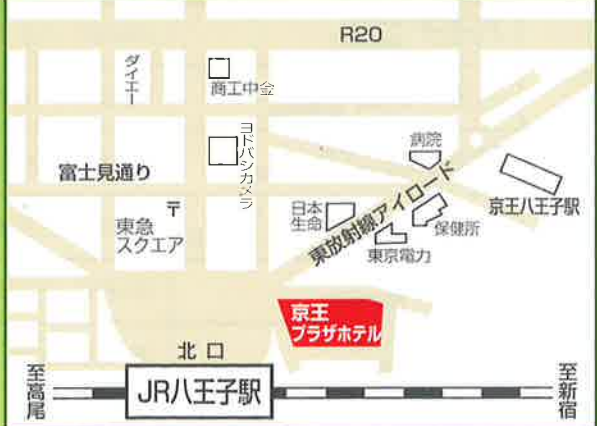 R20
ダイエー
商工中金
ヨドバシカメラ
病院
富士見通り
〒
東急
スクエア
日本
生命
東放射線アイロード
東京電力
保健所
京王八王子駅
京王
プラザホテル
北口
至高尾
JR八王子駅
至新宿